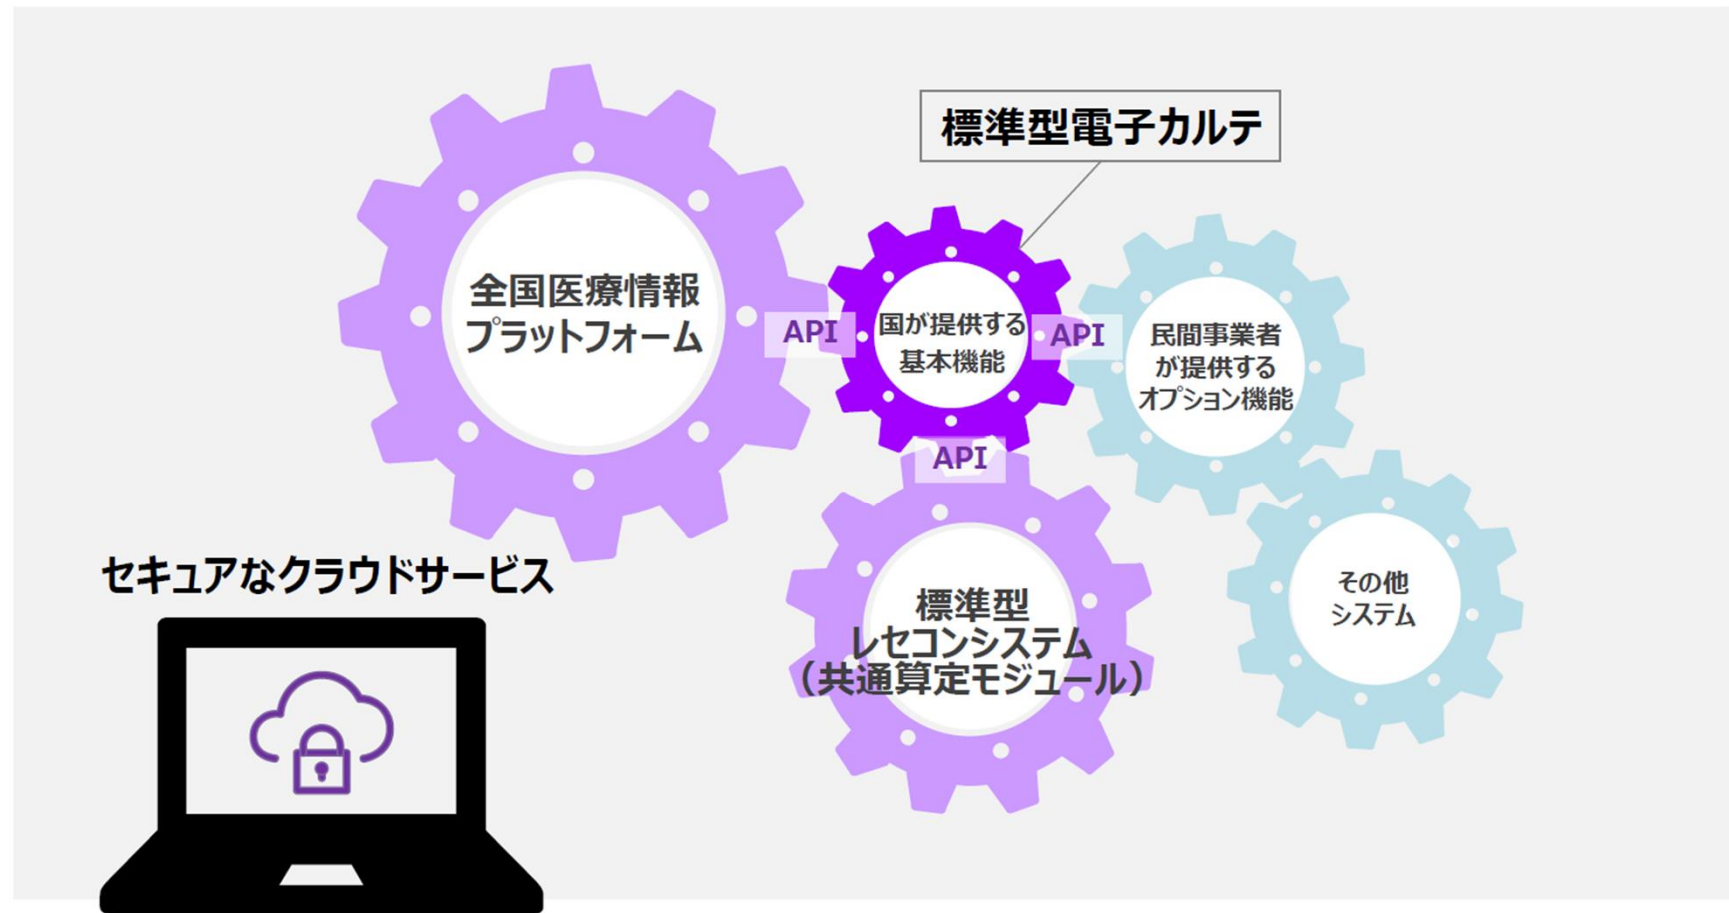 標準型電子カルテ
全国医療情報
プラットフォーム
API
国が提供する
基本機能
API
民間事業者
が提供する
オプション機能
API
セキュアなクラウドサービス
標準型
レセコンシステム
（共通算定モジュール）
その他
システム